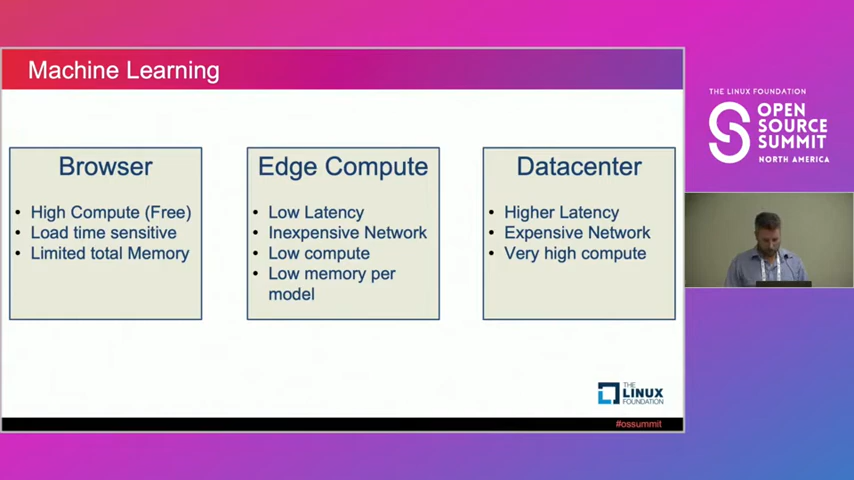 Machine Learning
Browser
• High Compute (Free)
• Load time sensitive
• Limited total Memory
Edge Compute
• Low Latency
• Inexpensive Network
• Low compute
• Low memory per
model
Datacenter
• Higher Latency
• Expensive Network
• Very high compute
THE
LINUX
FOUNDATION
#ossummit
THE LINUX FOUNDATION
OPEN
SOURCE
SUMMIT
NORTH AMERICA